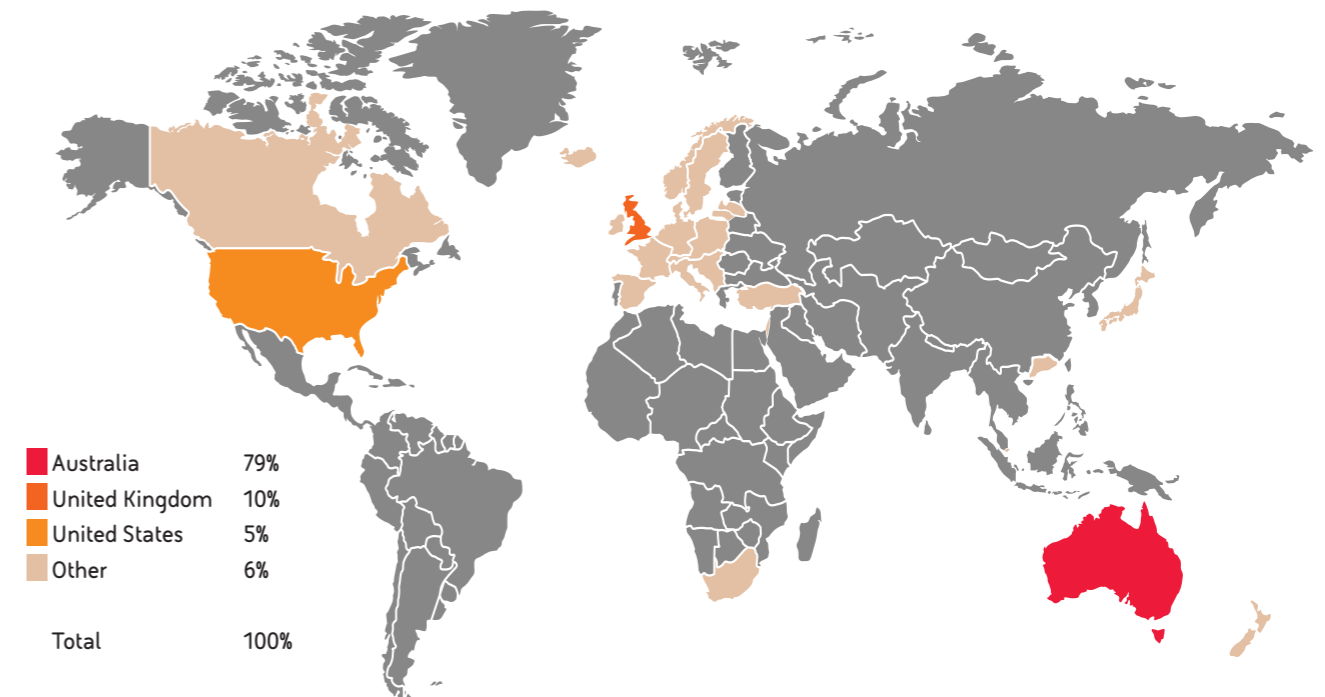 Australia 79%
United Kingdom 10%
United States 5%
Other 6%
Total 100%